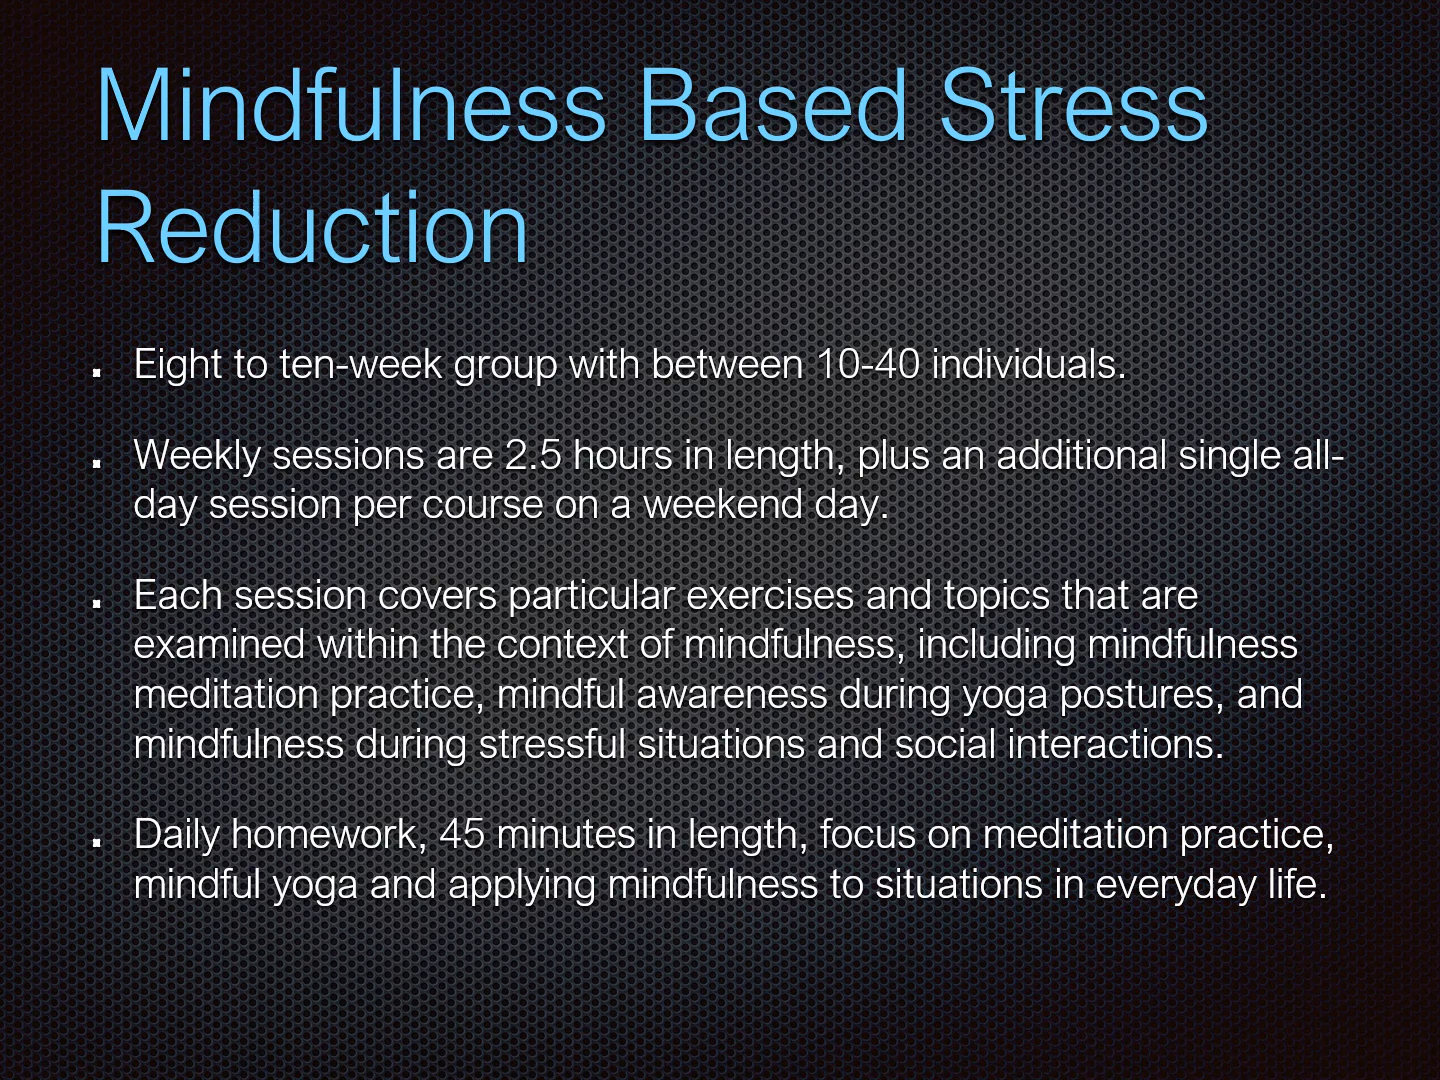 Mindfulness Based Stress
Reduction
Eight to ten-week group with between 10-40 individuals.
Weekly sessions are 2.5 hours in length, plus an additional single all-
day session per course on a weekend day.
Each session covers particular exercises and topics that are
examined within the context of mindfulness, including mindfulness
meditation practice, mindful awareness during yoga postures, and
mindfulness during stressful situations and social interactions.
Daily homework, 45 minutes in length, focus on meditation practice,
mindful yoga and applying mindfulness to situations in everyday life.